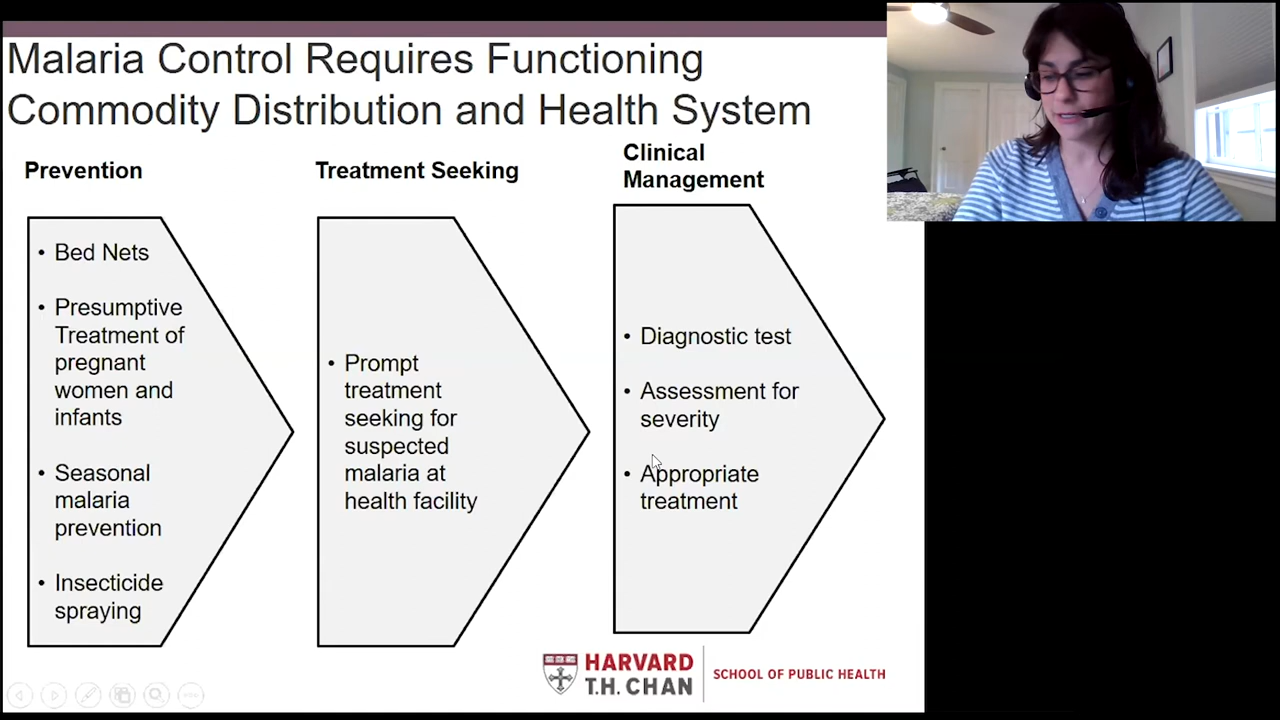 Malaria Control Requires Functioning
Commodity Distribution and Health System
Prevention
• Bed Nets
• Presumptive
Treatment of
pregnant
women and
infants
• Seasonal
malaria
prevention
• Insecticide
spraying
Treatment Seeking
• Prompt
treatment
seeking for
suspected
malaria at
health facility
Clinical
Management
• Diagnostic test
• Assessment for
severity
• Appropriate
treatment
HARVARD
T.H. CHAN
SCHOOL OF PUBLIC HEALTH